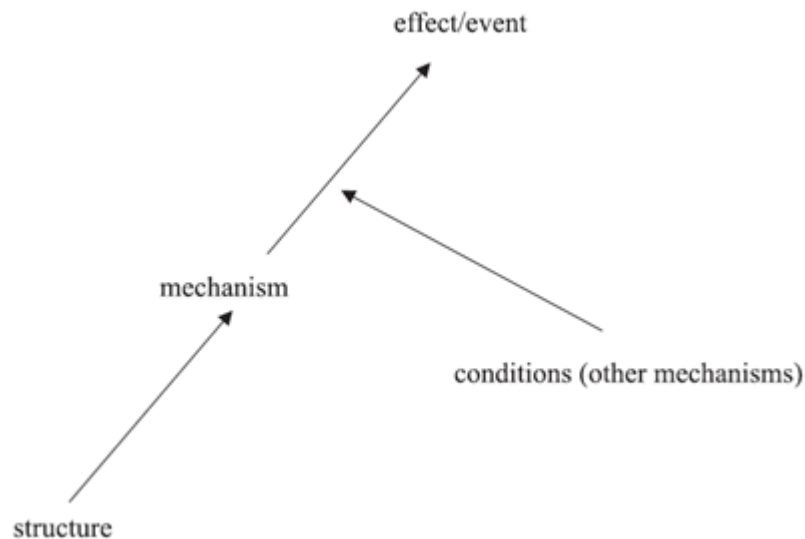 effect/event
mechanism
conditions (other mechanisms)
structure